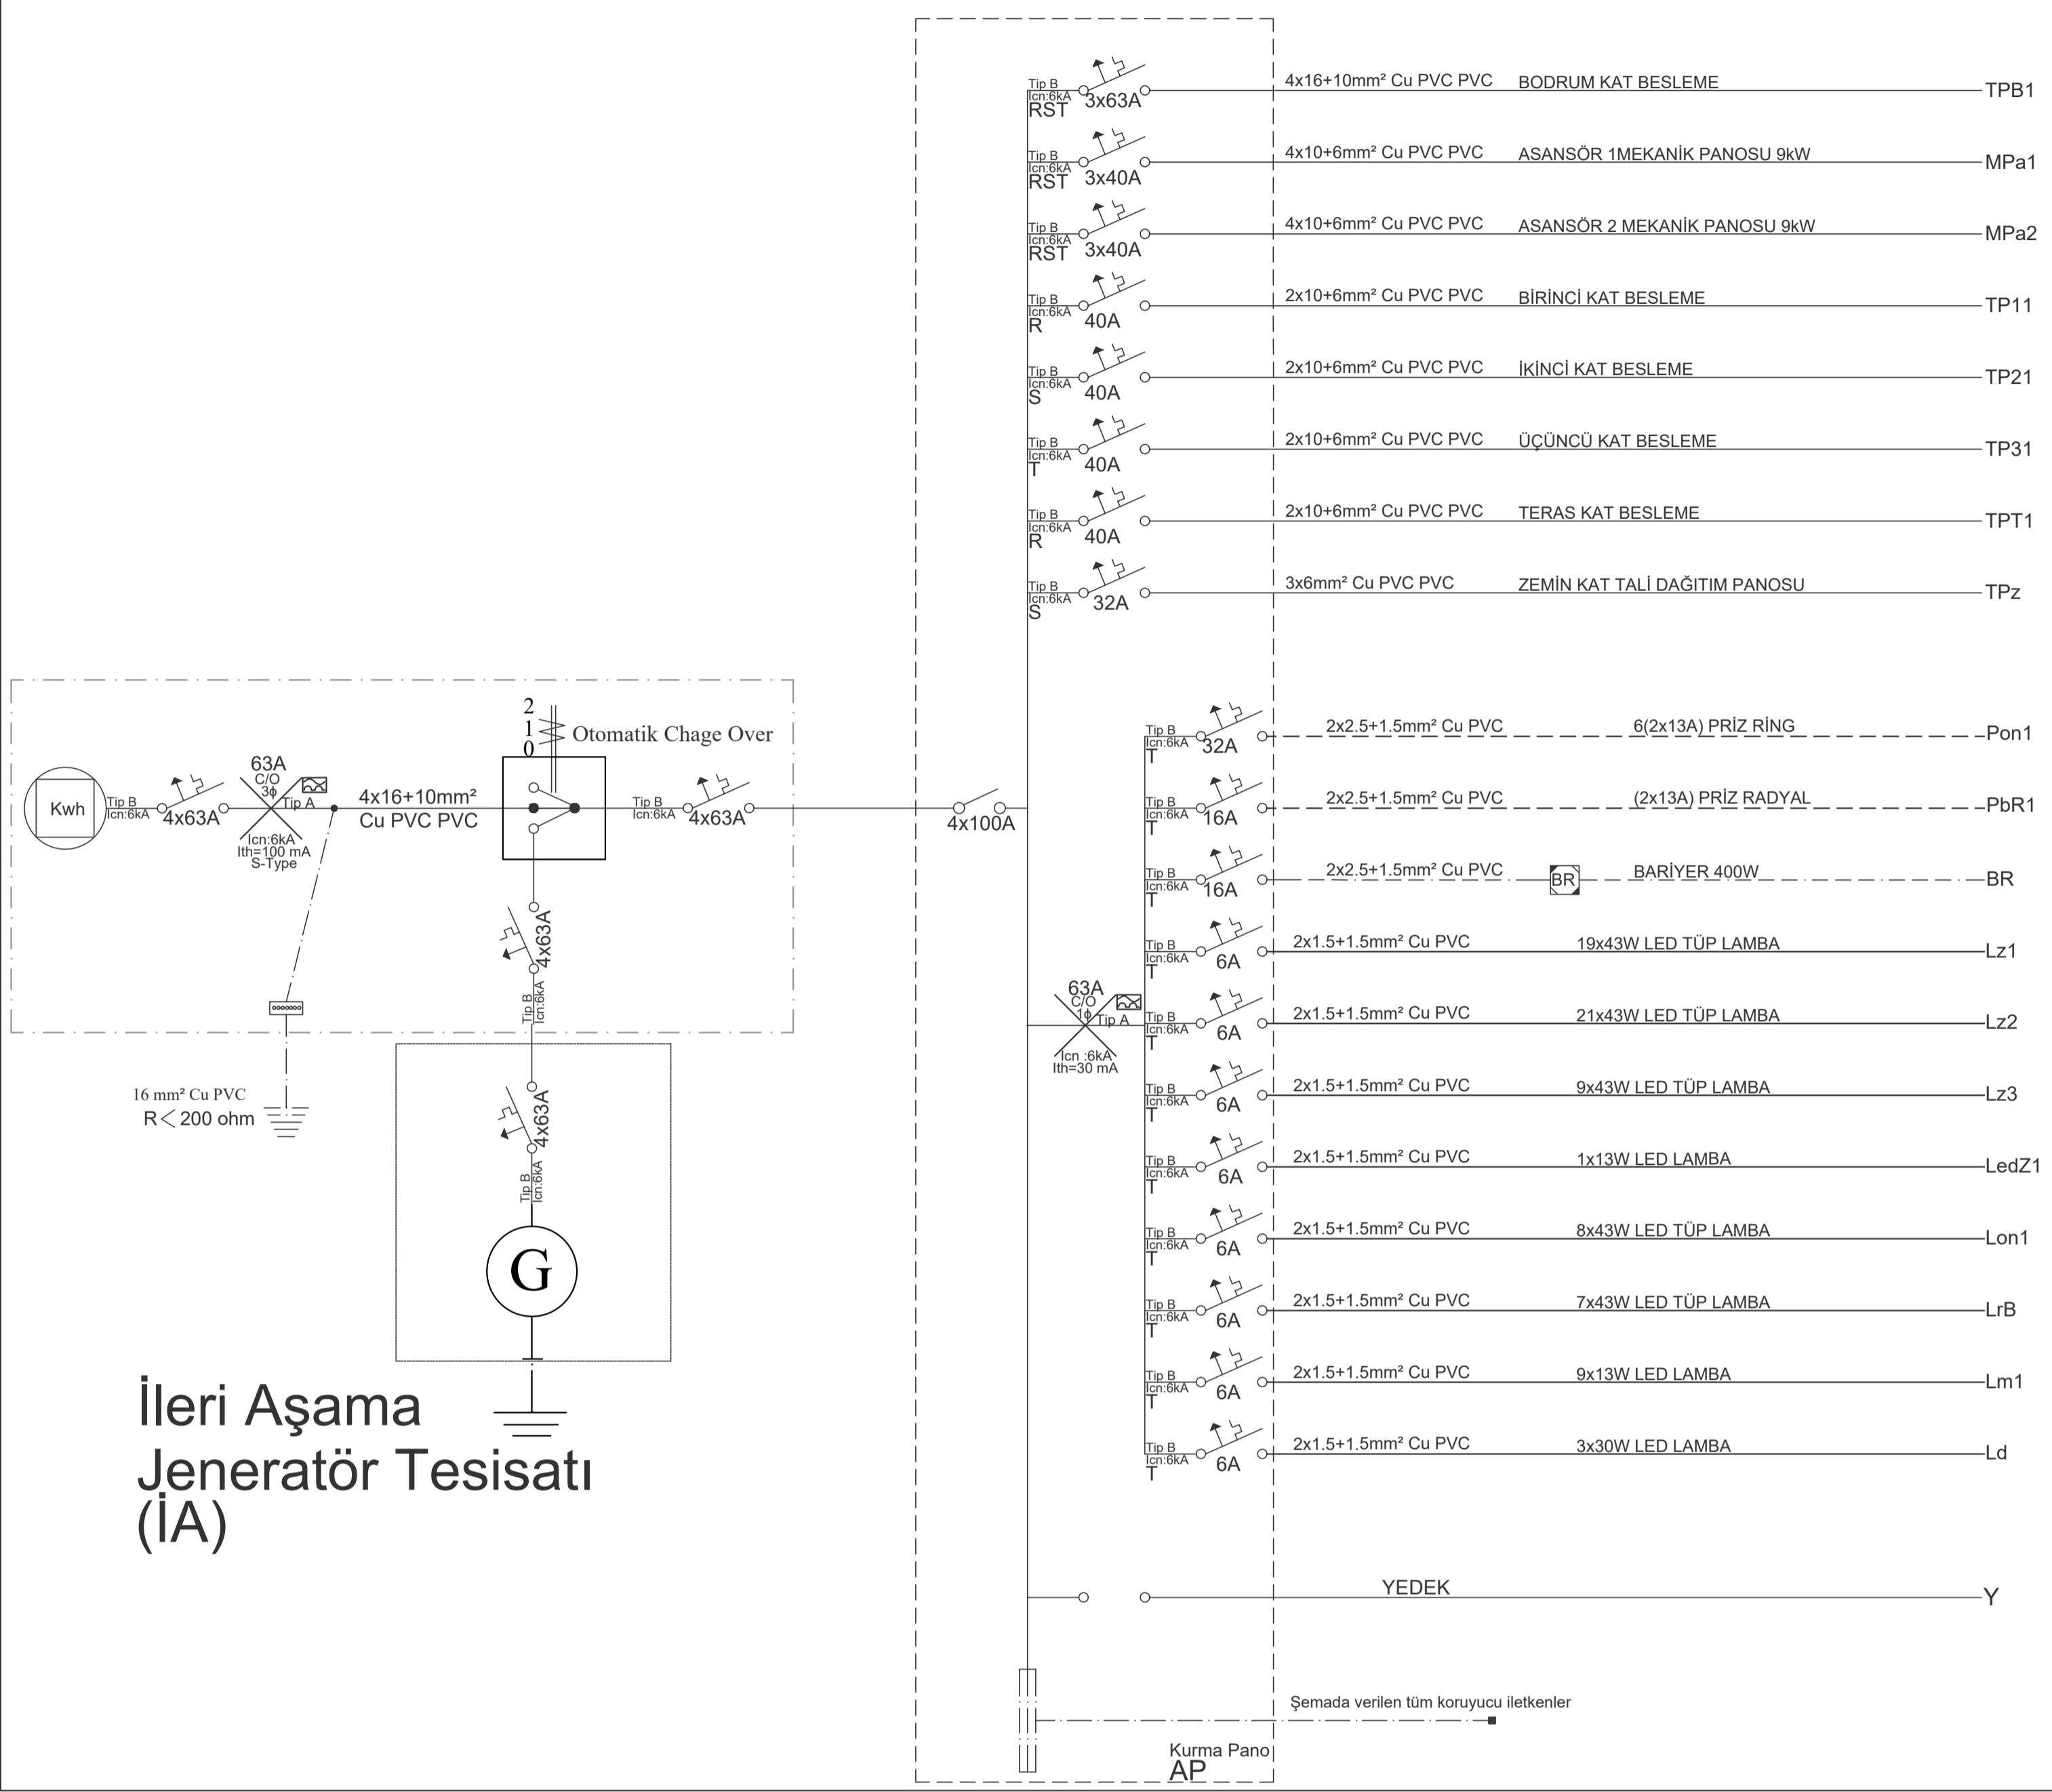 Tip B
Icn:6kA
RST
3x63A
4x16+10mm² Cu PVC PVC BODRUM KAT BESLEME
TPB1
Tip B
Icn:6kA
RST
3x40A
4x10+6mm² Cu PVC PVC ASANSÖR 1MEKANİK PANOSU 9kW
MPa1
Tip B
Icn:6kA
RST
3x40A
4x10+6mm² Cu PVC PVC ASANSÖR 2 MEKANİK PANOSU 9kW
MPa2
Tip B
Icn:6kA
R
40A
2x10+6mm² Cu PVC PVC BİRİNCİ KAT BESLEME
TP11
Tip B
Icn:6kA
S
40A
2x10+6mm² Cu PVC PVC İKİNCİ KAT BESLEME
TP21
Tip B
Icn:6kA
T
40A
2x10+6mm² Cu PVC PVC ÜÇÜNCÜ KAT BESLEME
TP31
Tip B
Icn:6kA
R
40A
2x10+6mm² Cu PVC PVC TERAS KAT BESLEME
TPT1
Tip B
Icn:6kA
S
32A
3x6mm² Cu PVC PVC ZEMİN KAT TALİ DAĞITIM PANOSU
TPz
Kwh
Tip B
Icn:6kA
4x63A
63A
C/O
3ϕ
Tip A
Icn:6kA
Ith=100 mA
S-Type
4x16+10mm²
Cu PVC PVC
2
1
0
Otomatik Chage Over
Tip B
Icn:6kA
4x63A
4x63A
Tip B
Icn:6kA
16 mm² Cu PVC
R< 200 ohm
4x63A
Tip B
Icn:6kA
G
İleri Aşama
Jeneratör Tesisatı
(İA)
4x100A
63A
C/O
1ϕ
Tip A
Icn :6kA
Ith=30 mA
Tip B
Icn:6kA
T
32A
2x2.5+1.5mm² Cu PVC 6(2x13A) PRİZ RİNG
Pon1
Tip B
Icn:6kA
T
16A
2x2.5+1.5mm² Cu PVC (2x13A) PRİZ RADYAL
PbR1
Tip B
Icn:6kA
T
16A
2x2.5+1.5mm² Cu PVC BR BARİYER 400W
BR
Tip B
Icn:6kA
T
6A
2x1.5+1.5mm² Cu PVC 19x43W LED TÜP LAMBA
Lz1
Tip B
Icn:6kA
T
6A
2x1.5+1.5mm² Cu PVC 21x43W LED TÜP LAMBA
Lz2
Tip B
Icn:6kA
T
6A
2x1.5+1.5mm² Cu PVC 9x43W LED TÜP LAMBA
Lz3
Tip B
Icn:6kA
T
6A
2x1.5+1.5mm² Cu PVC 1x13W LED LAMBA
LedZ1
Tip B
Icn:6kA
T
6A
2x1.5+1.5mm² Cu PVC 8x43W LED TÜP LAMBA
Lon1
Tip B
Icn:6kA
T
6A
2x1.5+1.5mm² Cu PVC 7x43W LED TÜP LAMBA
LrB
Tip B
Icn:6kA
T
6A
2x1.5+1.5mm² Cu PVC 9x13W LED LAMBA
Lm1
Tip B
Icn:6kA
T
6A
2x1.5+1.5mm² Cu PVC 3x30W LED LAMBA
Ld
YEDEK
Y
Şemada verilen tüm koruyucu iletkenler
Kurma Pano
AP